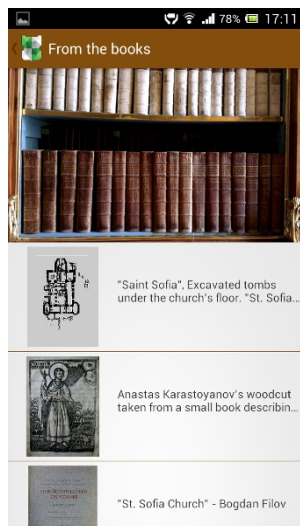 78% 17:11
From the books
"Saint Sofia", Excavated tombs
under the church's floor. "St. Sofia...
Anastas Karastoyanov's woodcut
taken from a small book describin...
"St. Sofia Church" - Bogdan Filov